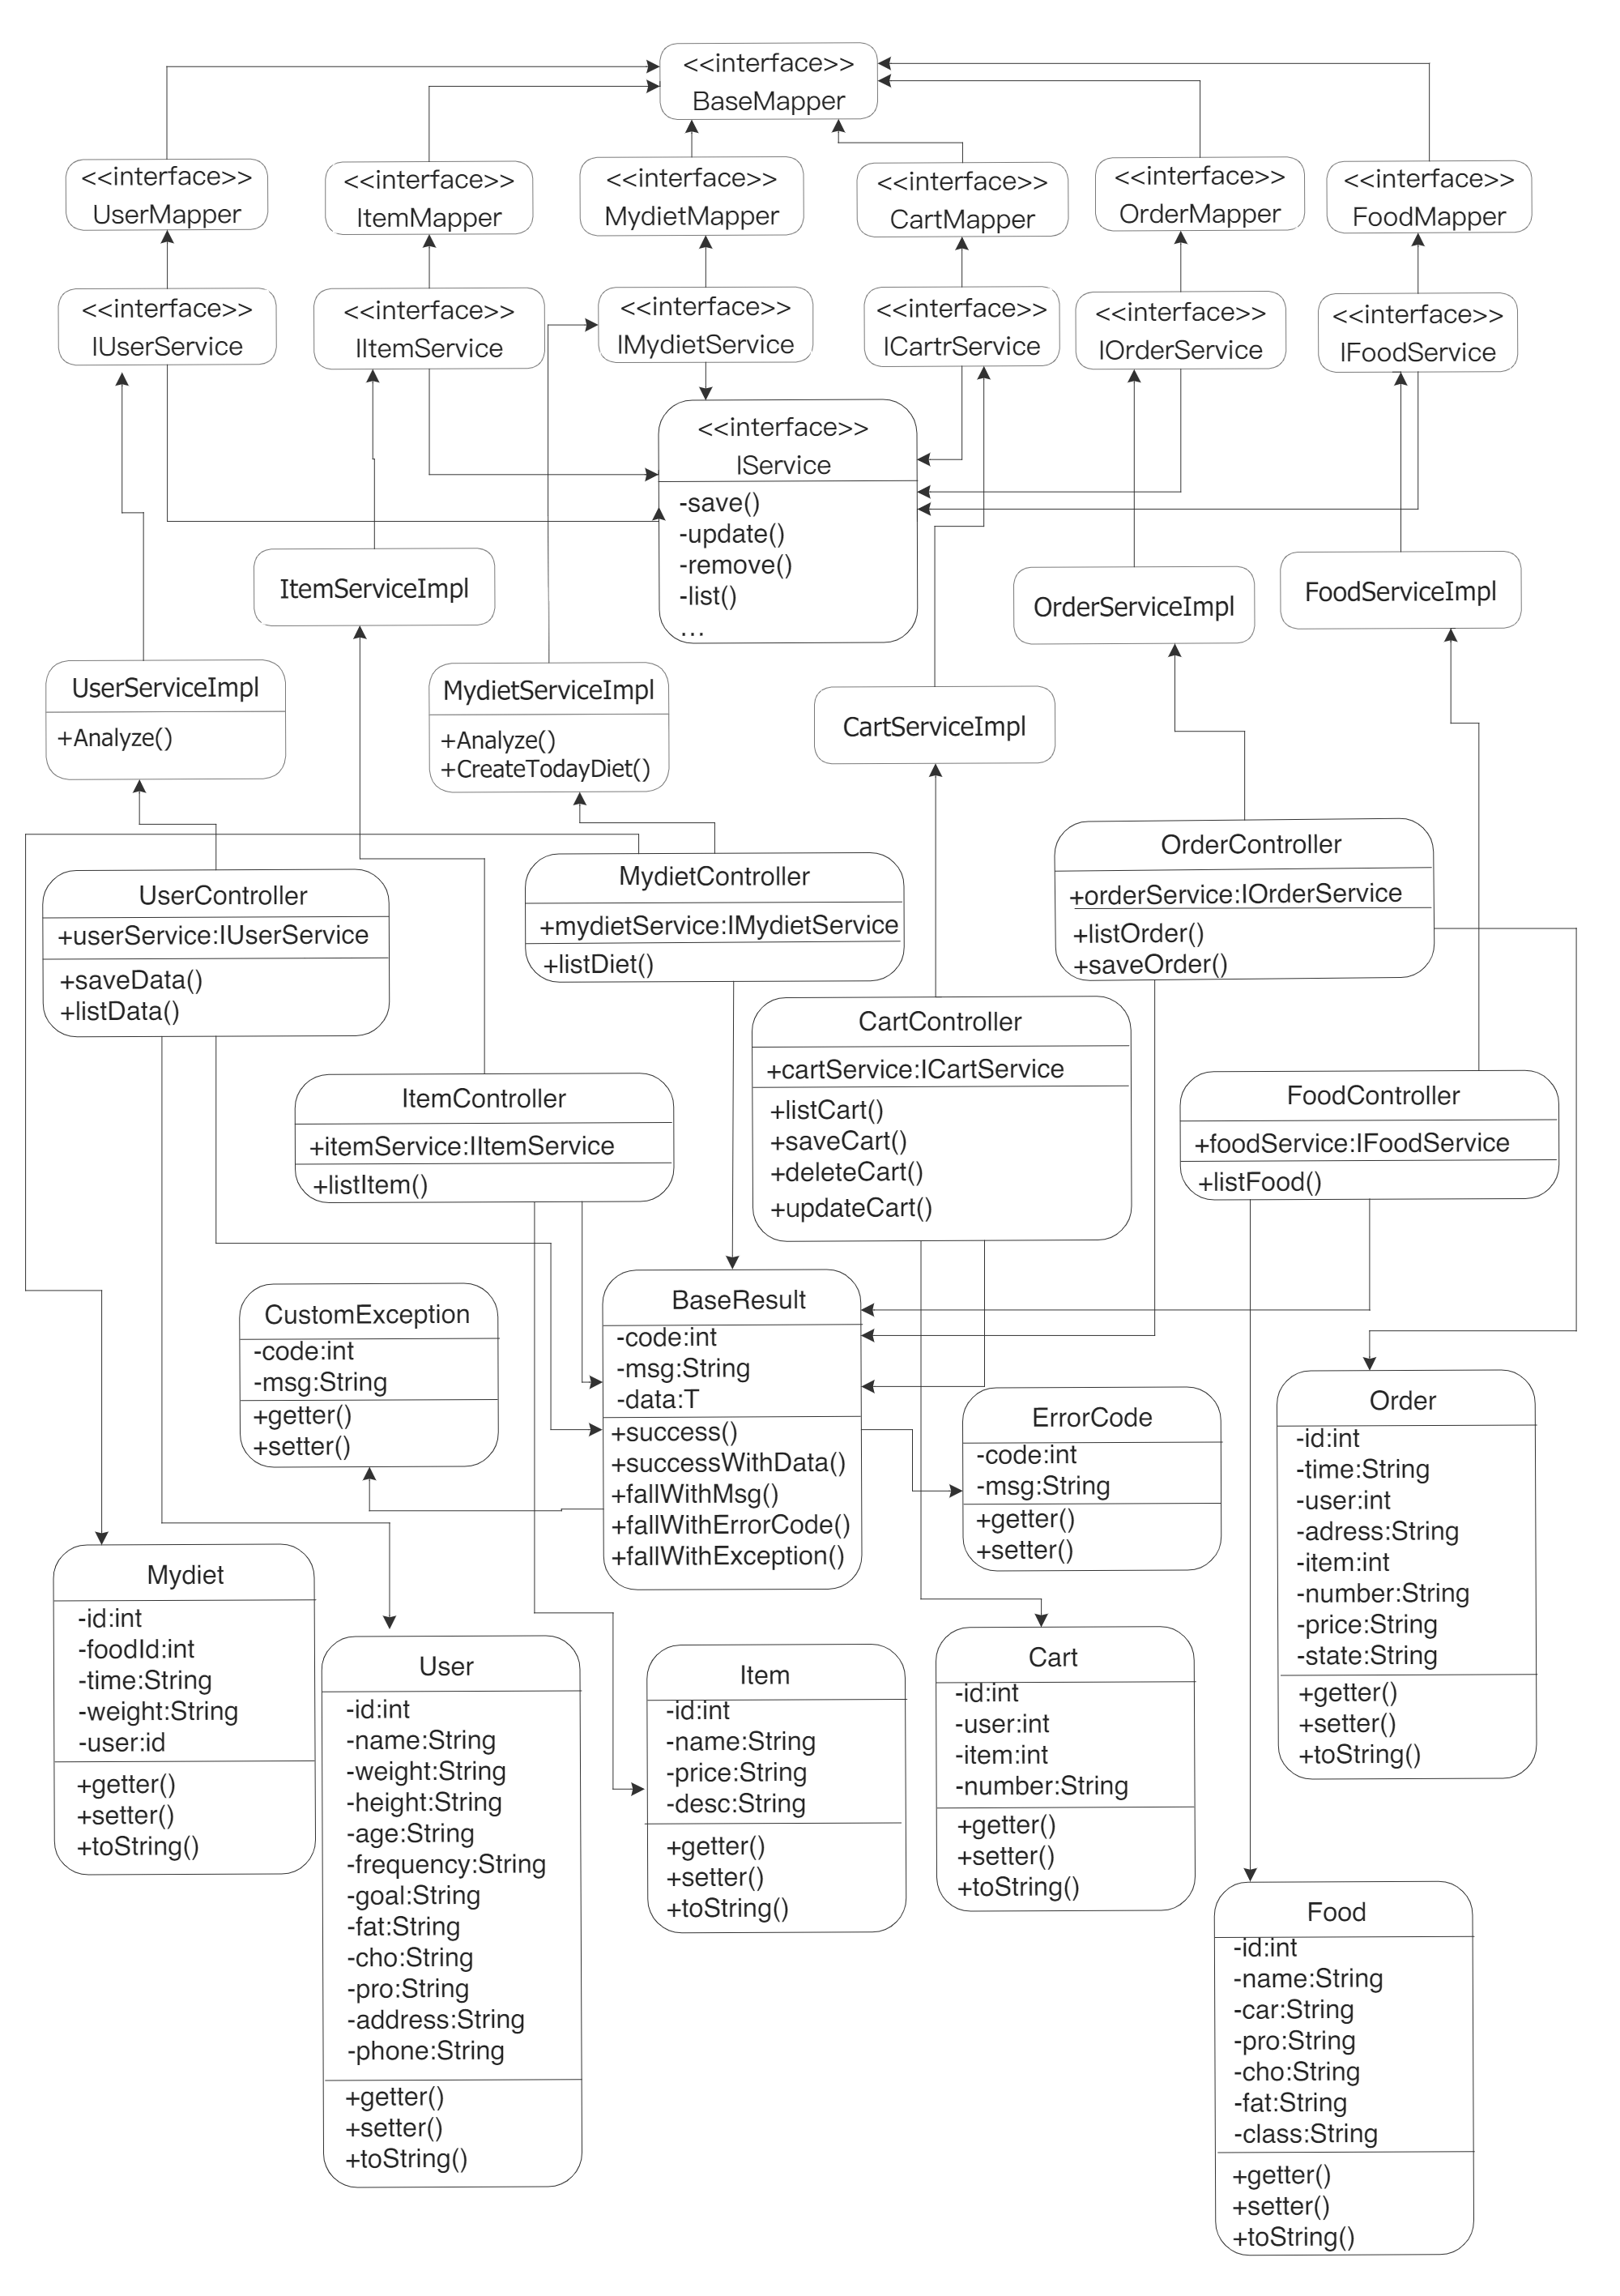 <<interface>>
BaseMapper
<<interface>>
UserMapper
<<interface>>
ItemMapper
<<interface>>
MydietMapper
<<interface>>
CartMapper
<<interface>>
OrderMapper
<<interface>>
FoodMapper
<<interface>>
IUserService
<<interface>>
IItemService
<<interface>>
IMydietService
<<interface>>
ICartrService
<<interface>>
IOrderService
<<interface>>
IFoodService
<<interface>>
IService
-save()
-update()
-remove()
-list()
...
ItemServiceImpl
OrderServiceImpl
FoodServiceImpl
UserServiceImpl
+Analyze()
MydietServiceImpl
+Analyze()
+CreateTodayDiet()
CartServiceImpl
UserController
+userService:IUserService
+saveData()
+listData()
MydietController
+mydietService:IMydietService
+listDiet()
OrderController
+orderService:IOrderService
+listOrder()
+saveOrder()
ItemController
+itemService:IItemService
+listItem()
CartController
+cartService:ICartService
+listCart()
+saveCart()
+deleteCart()
+updateCart()
FoodController
+foodService:IFoodService
+listFood()
CustomException
-code:int
-msg:String
+getter()
+setter()
BaseResult
-code:int
-msg:String
-data:T
+success()
+successWithData()
+fallWithMsg()
+fallWithErrorCode()
+fallWithException()
ErrorCode
-code:int
-msg:String
+getter()
+setter()
Order
-id:int
-time:String
-user:int
-adress:String
-item:int
-number:String
-price:String
-state:String
+getter()
+setter()
+toString()
Mydiet
-id:int
-foodId:int
-time:String
-weight:String
-user:id
+getter()
+setter()
+toString()
User
-id:int
-name:String
-weight:String
-height:String
-age:String
-frequency:String
-goal:String
-fat:String
-cho:String
-pro:String
-address:String
-phone:String
+getter()
+setter()
+toString()
Item
-id:int
-name:String
-price:String
-desc:String
+getter()
+setter()
+toString()
Cart
-id:int
-user:int
-item:int
-number:String
+getter()
+setter()
+toString()
Food
-id:int
-name:String
-car:String
-pro:String
-cho:String
-fat:String
-class:String
+getter()
+setter()
+toString()